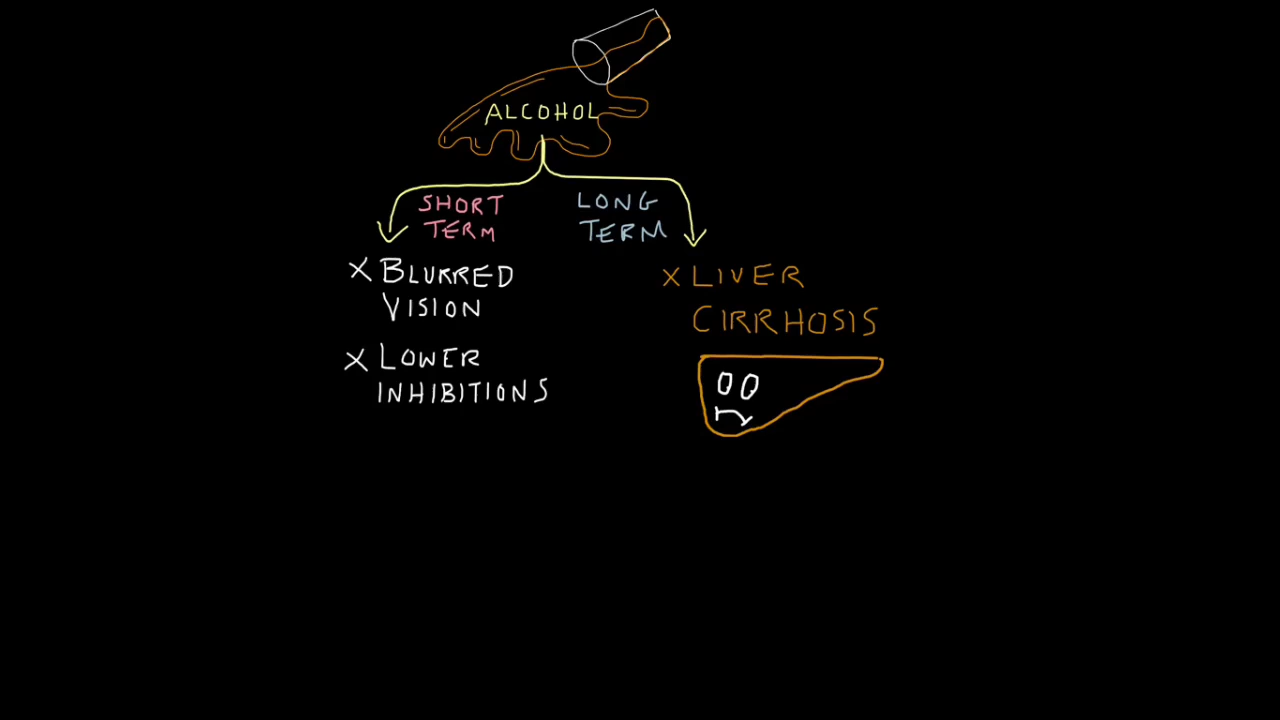 ALCOHOL
SHORT
TERM
LONG
TERM
X BLURRED
VISION
X LOWER
INHIBITIONS
X LIVER
CIRRHOSIS